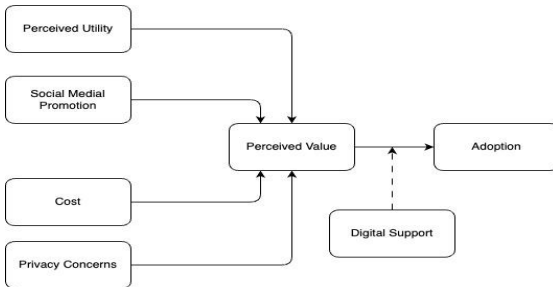 Perceived Utility
Social Medial
Promotion
Perceived Value
Adoption
Cost
Digital Support
Privacy Concerns